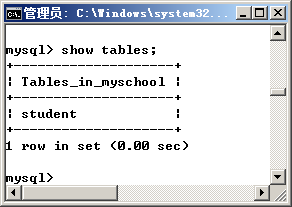 管理员: C:\Windows\system32...
mysql> show tables;
+--------------------+
| Tables_in_myschool |
+--------------------+
| student            |
+--------------------+
1 row in set (0.00 sec)
mysql>